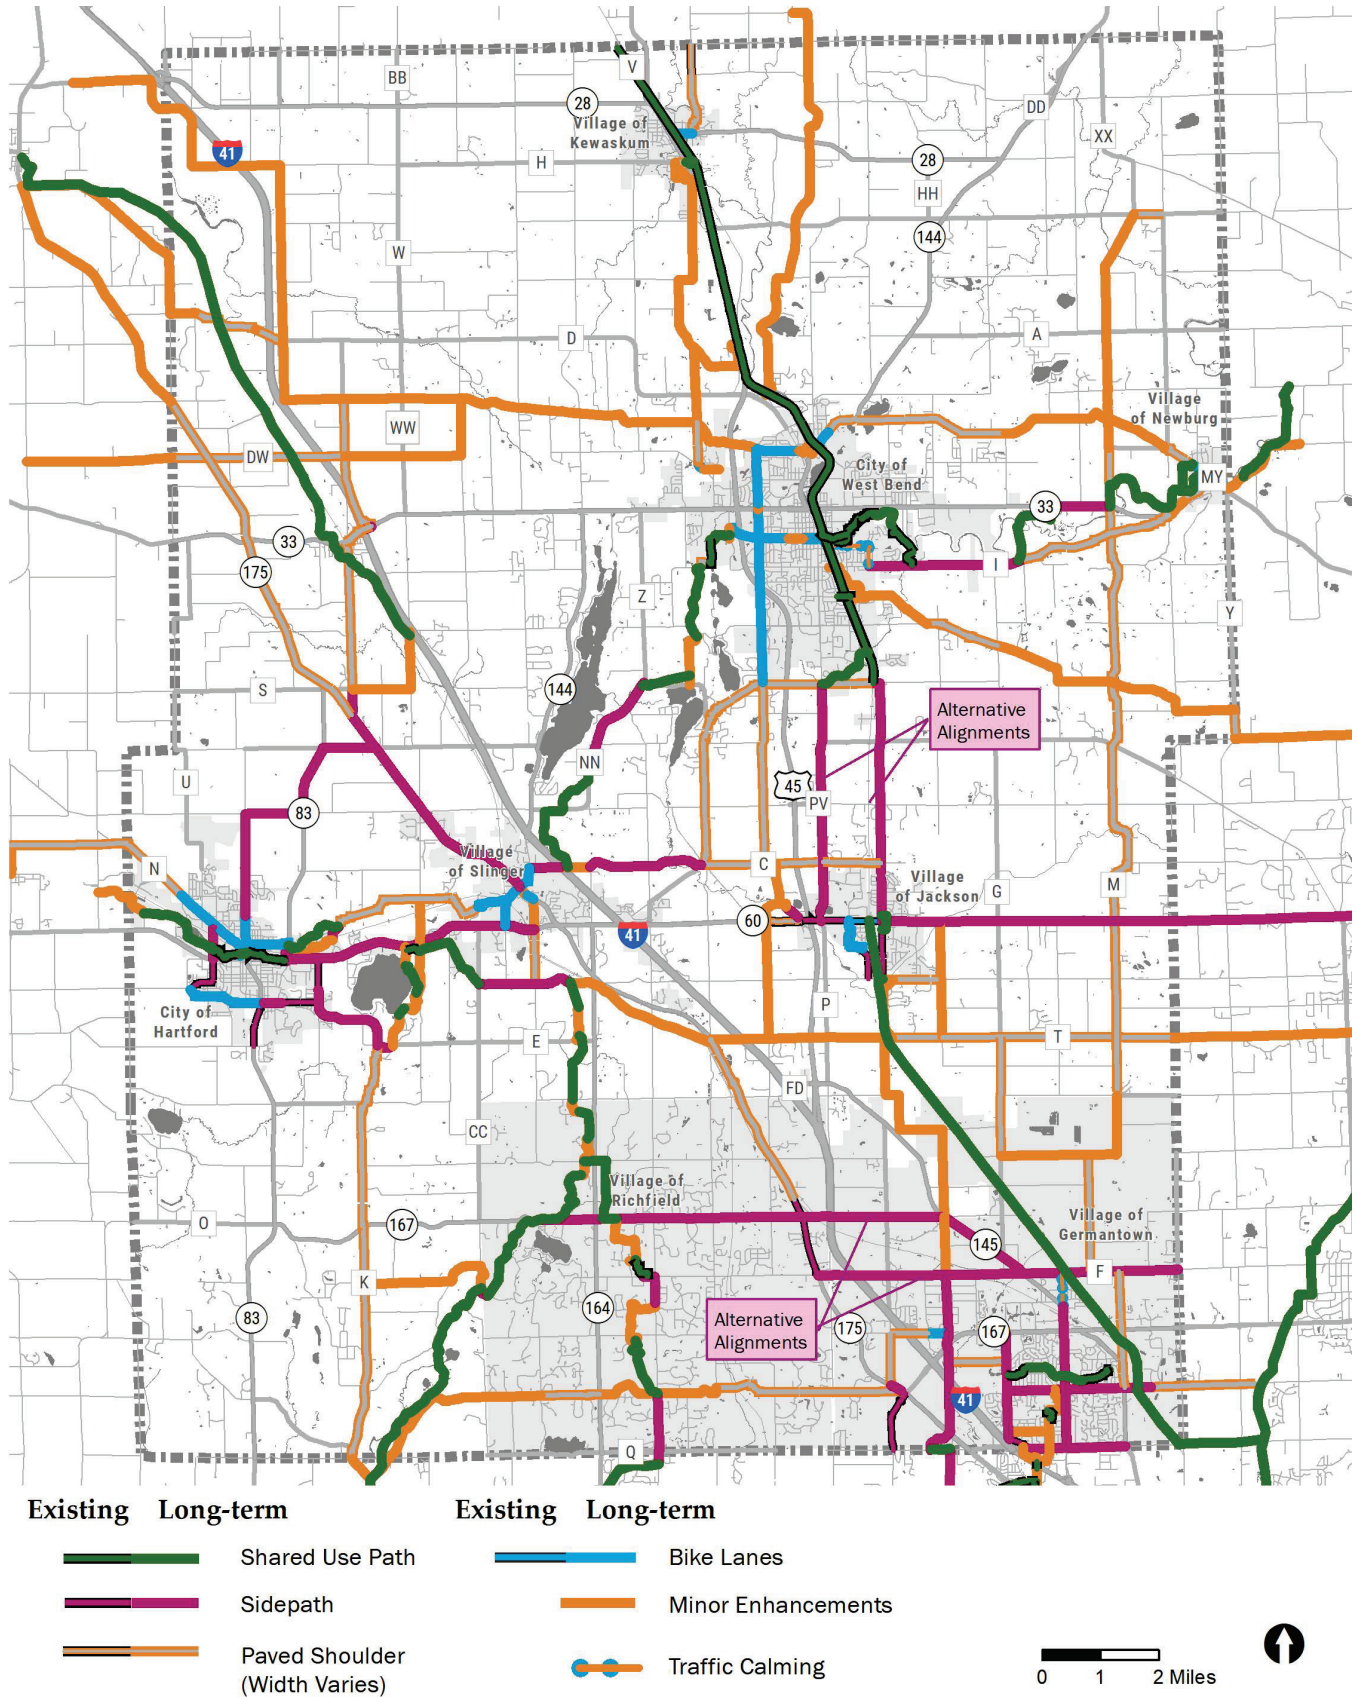 V
BB
28
Village of
Kewaskum
DD
XX
41
H
28
HH
144
W
D
A
Village
of Newburg
WW
DW
City of
West Bend
MY
33
33
175
I
Z
Y
S
144
Alternative
Alignments
NN
U
45
PV
83
Village
of Slinger
N
C
Village
of Jackson
G
M
60
41
P
City of
Hartford
E
T
FD
CC
Village of
Richfield
O
167
Village of
Germantown
145
K
F
83
164
Alternative
Alignments
175
167
41
Q
Existing Long-term
Existing Long-term
Shared Use Path
Bike Lanes
Sidepath
Minor Enhancements
Paved Shoulder
(Width Varies)
Traffic Calming
0 1 2 Miles